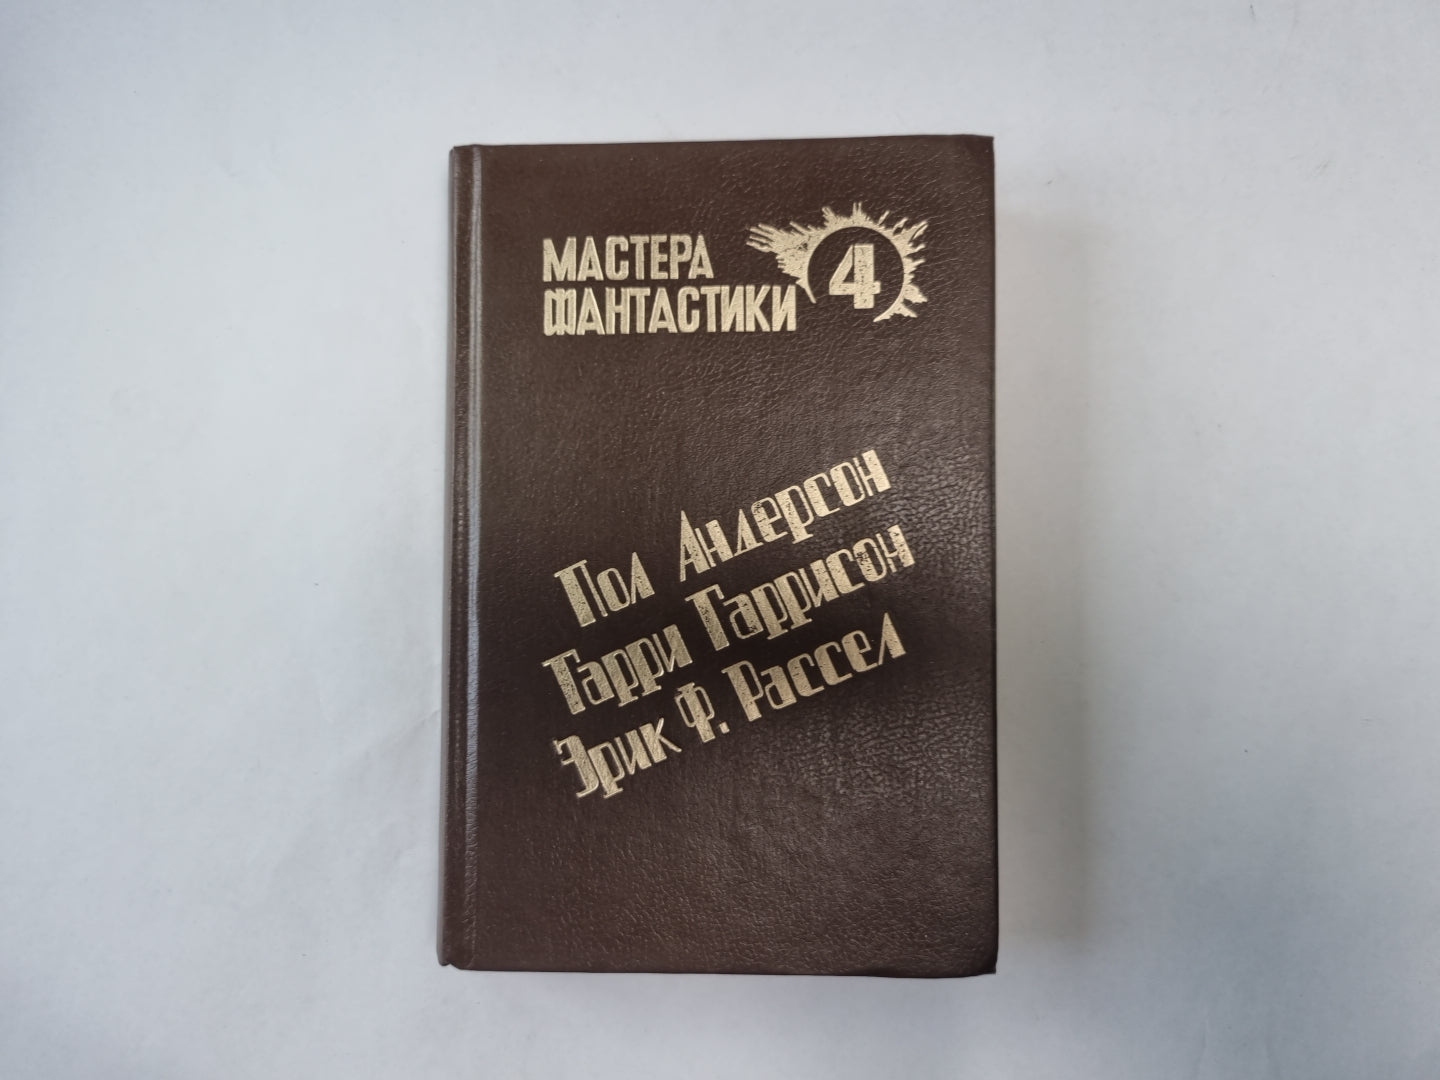 МАСТЕРА
ФАНТАСТИКИ
4
Пол Андерсон
Гарри Гаррисон
Эрик Ф. Рассел